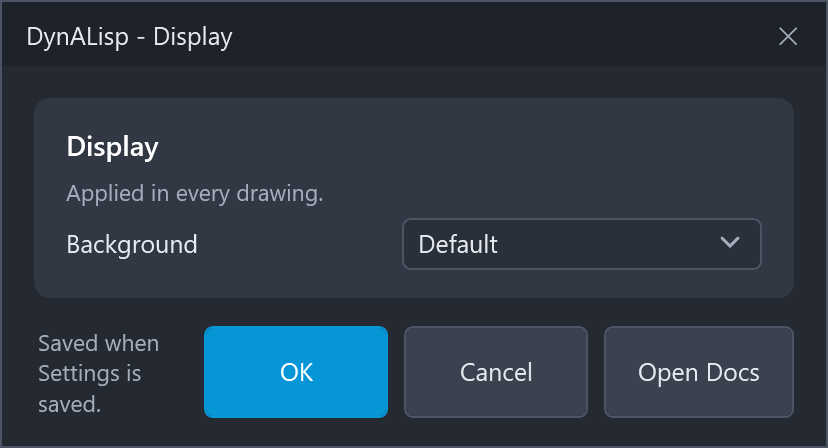 DynALisp - Display
Display
Applied in every drawing.
Background
Default
Saved when
Settings is
saved.
OK
Cancel
Open Docs